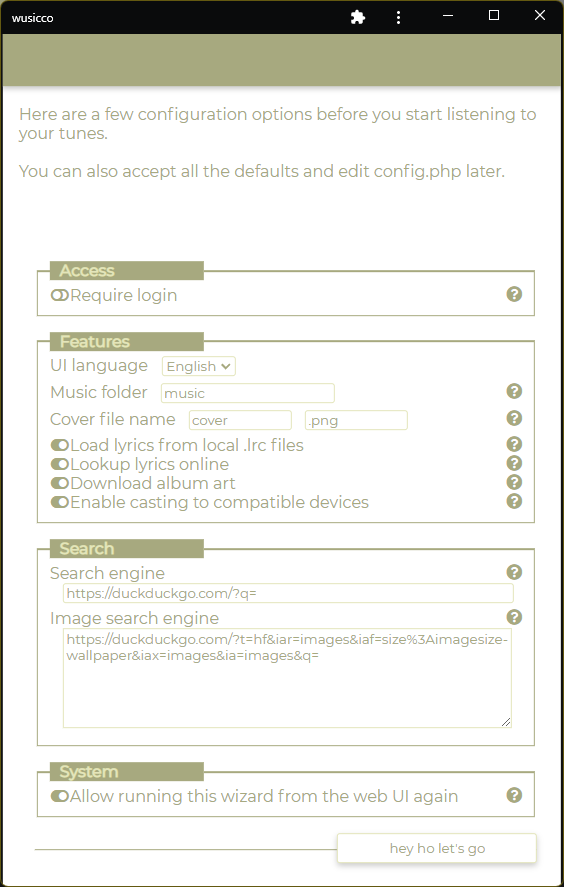 wusicco
Here are a few configuration options before you start listening to
your tunes.
You can also accept all the defaults and edit config.php later.
Access
Require login ?
Features
UI language English
Music folder music ?
Cover file name cover .png ?
Load lyrics from local .lrc files ?
Lookup lyrics online ?
Download album art ?
Enable casting to compatible devices ?
Search
Search engine ?
https://duckduckgo.com/?q=
Image search engine ?
https://duckduckgo.com/?t=hf&iar=images&iaf=size%3Aimagesize-
wallpaper&iax=images&ia=images&q=
System
Allow running this wizard from the web UI again ?
hey ho let's go